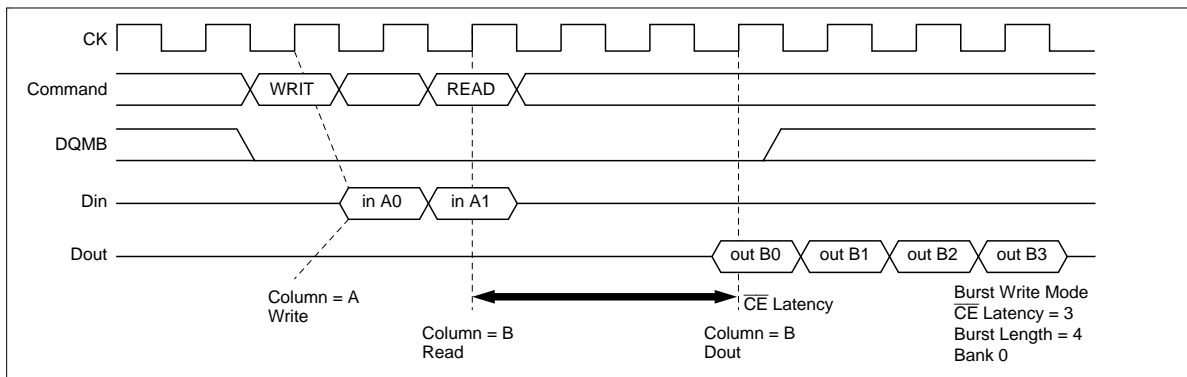 CK
Command
WRIT
READ
DQMB
Din
in A0
in A1
Dout
out B0
out B1
out B2
out B3
Column = A
Write
CE Latency
Column = B
Read
Column = B
Dout
Burst Write Mode
CE Latency = 3
Burst Length = 4
Bank 0